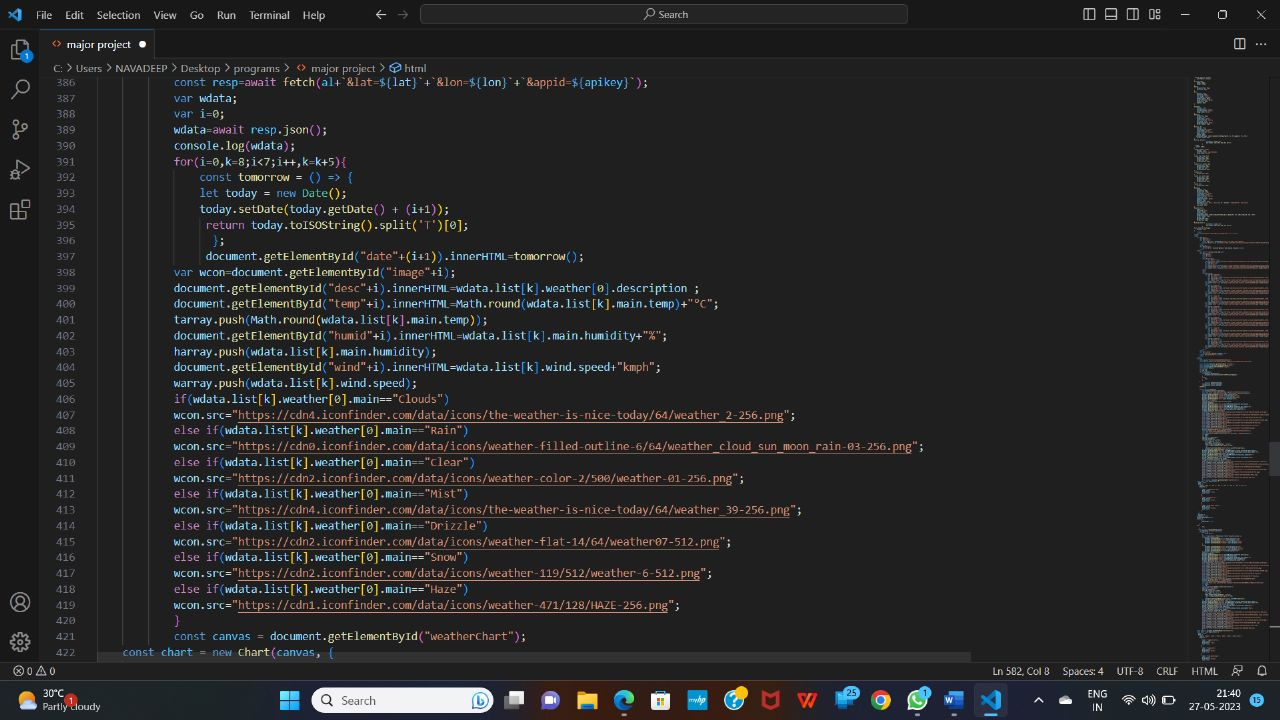 File Edit Selection View Go Run Terminal Help
Search
major project
1
C: > Users > NAVADEEP > Desktop > programs > <> major project > html
386 const resp=await fetch(al+`&lat=${lat}`+`&lon=${lon}`+`&appid=${apikey}`);
387 var wdata;
388 var i=0;
389 wdata=await resp.json();
390 console.log(wdata);
391 for(i=0,k=8;i<7;i++,k=k+5){
392 const tomorrow = () => {
393 let today = new Date();
394 today.setDate(today.getDate() + (i+1));
395 return today.toISOString().split('T')[0];
396 };
397 document.getElementById("date"+(i+1)).innerHTML=tomorrow();
398 var wcon=document.getElementById("image"+i);
399 document.getElementById("desc"+i).innerHTML=wdata.list[k].weather[0].description ;
400 document.getElementById("temp"+i).innerHTML=Math.round(wdata.list[k].main.temp)+"°C";
401 tarray.push(Math.round(wdata.list[k].main.temp));
402 document.getElementById("humid"+i).innerHTML=wdata.list[k].main.humidity+"%";
403 harray.push(wdata.list[k].main.humidity);
404 document.getElementById("wind"+i).innerHTML=wdata.list[k].wind.speed+"kmph";
405 warray.push(wdata.list[k].wind.speed);
406 if(wdata.list[k].weather[0].main=="Clouds")
407 wcon.src="https://cdn4.iconfinder.com/data/icons/the-weather-is-nice-today/64/weather_2-256.png";
408 else if(wdata.list[k].weather[0].main=="Rain")
409 wcon.src="https://cdn0.iconfinder.com/data/icons/weather-filled-outline-6/64/weather_cloud_sun_moon_rain-03-256.png";
410 else if(wdata.list[k].weather[0].main=="Clear")
411 wcon.src="https://cdn2.iconfinder.com/data/icons/weather-color-2/500/weather-01-256.png";
412 else if(wdata.list[k].weather[0].main=="Mist")
413 wcon.src="https://cdn4.iconfinder.com/data/icons/the-weather-is-nice-today/64/weather_39-256.png";
414 else if(wdata.list[k].weather[0].main=="Drizzle")
415 wcon.src="https://cdn2.iconfinder.com/data/icons/weather-flat-14/64/weather07-512.png";
416 else if(wdata.list[k].weather[0].main=="Snow")
417 wcon.src="https://cdn2.iconfinder.com/data/icons/weather-365/512/weather-6-512.png";
418 else if(wdata.list[k].weather[0].main=="Haze")
419 wcon.src="https://cdn1.iconfinder.com/data/icons/weather-472/128/HAZE-256.png";
420 }
421 const canvas = document.getElementById("weatherChart");
422 const chart = new Chart(canvas, {
0 0 Ln 582, Col 8 Spaces: 4 UTF-8 CRLF HTML
30°C 1
Partly Cloudy
Search
25
1
ENG
IN
21:40
27-05-2023
15